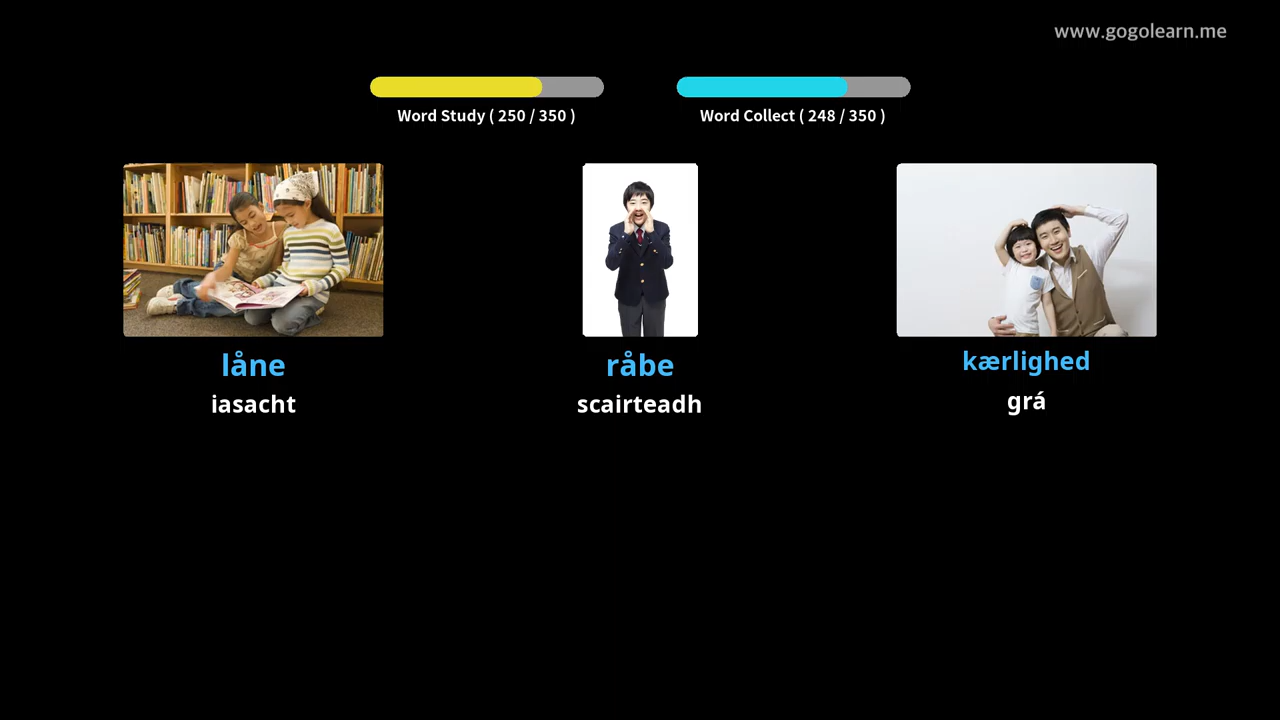 www.gogolearn.me
Word Study ( 250 / 350 )
Word Collect ( 248 / 350 )
låne
råbe
kærlighed
iasacht
scairteadh
grá